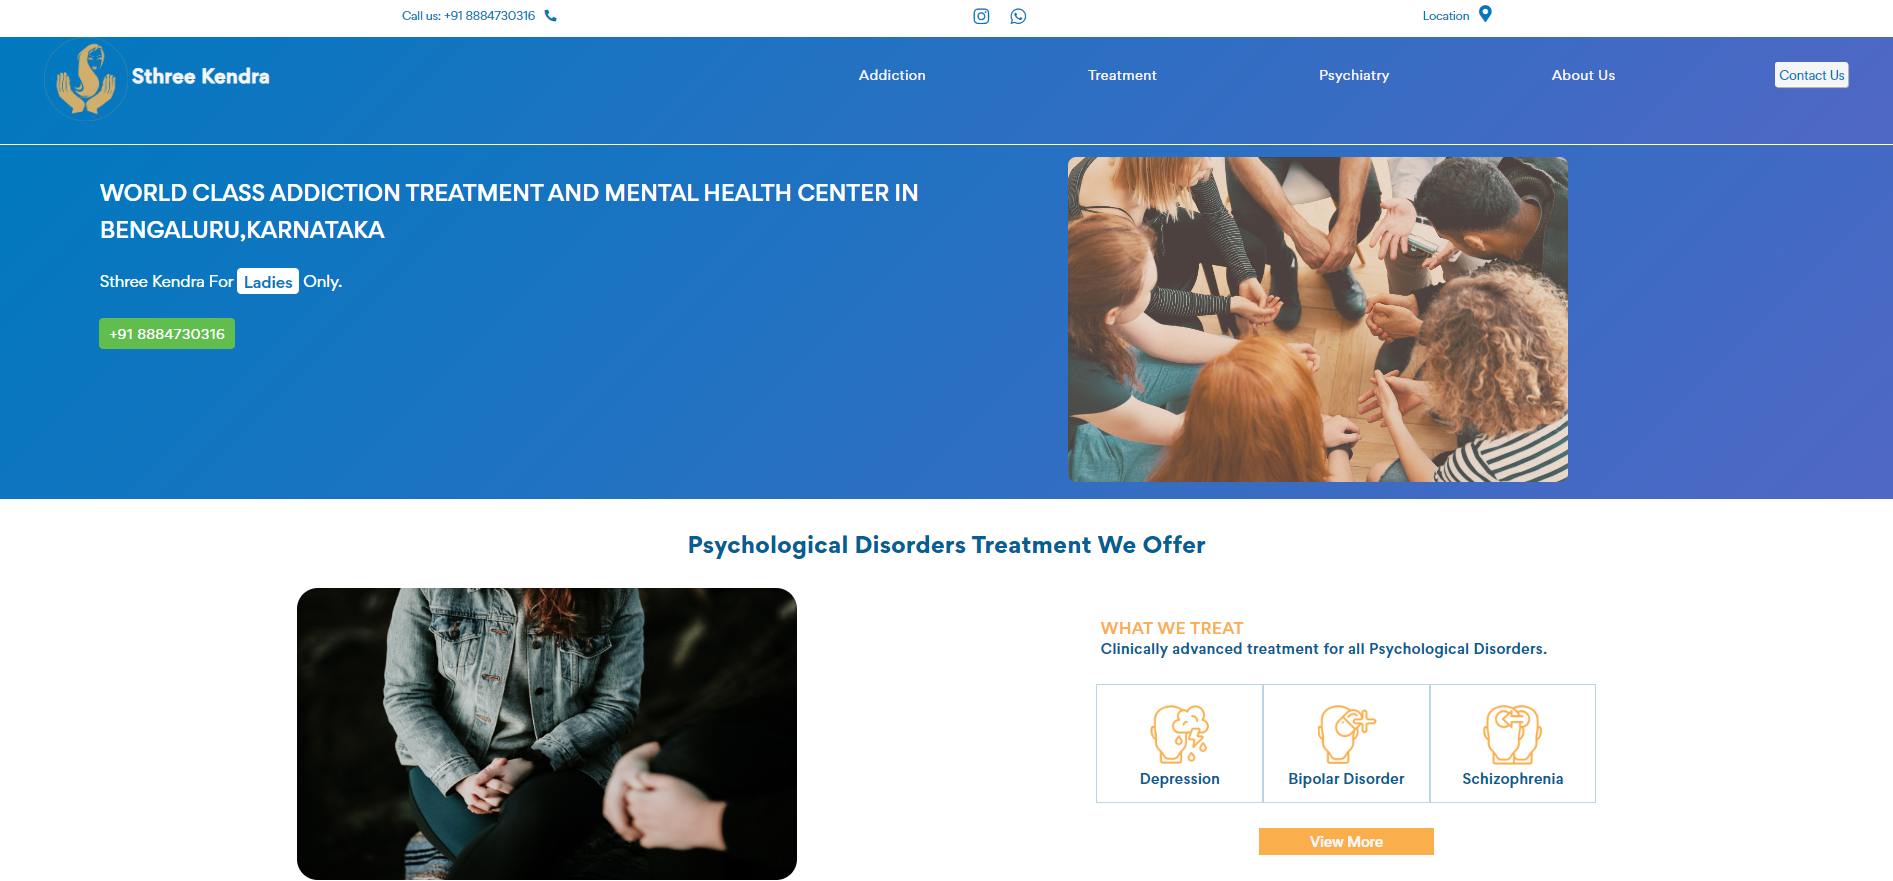 Call us: +91 8884730316
Location
Sthree Kendra
Addiction
Treatment
Psychiatry
About Us
Contact Us
WORLD CLASS ADDICTION TREATMENT AND MENTAL HEALTH CENTER IN
BENGALURU,KARNATAKA
Sthree Kendra For Ladies Only.
+91 8884730316
Psychological Disorders Treatment We Offer
WHAT WE TREAT
Clinically advanced treatment for all Psychological Disorders.
Depression
Bipolar Disorder
Schizophrenia
View More